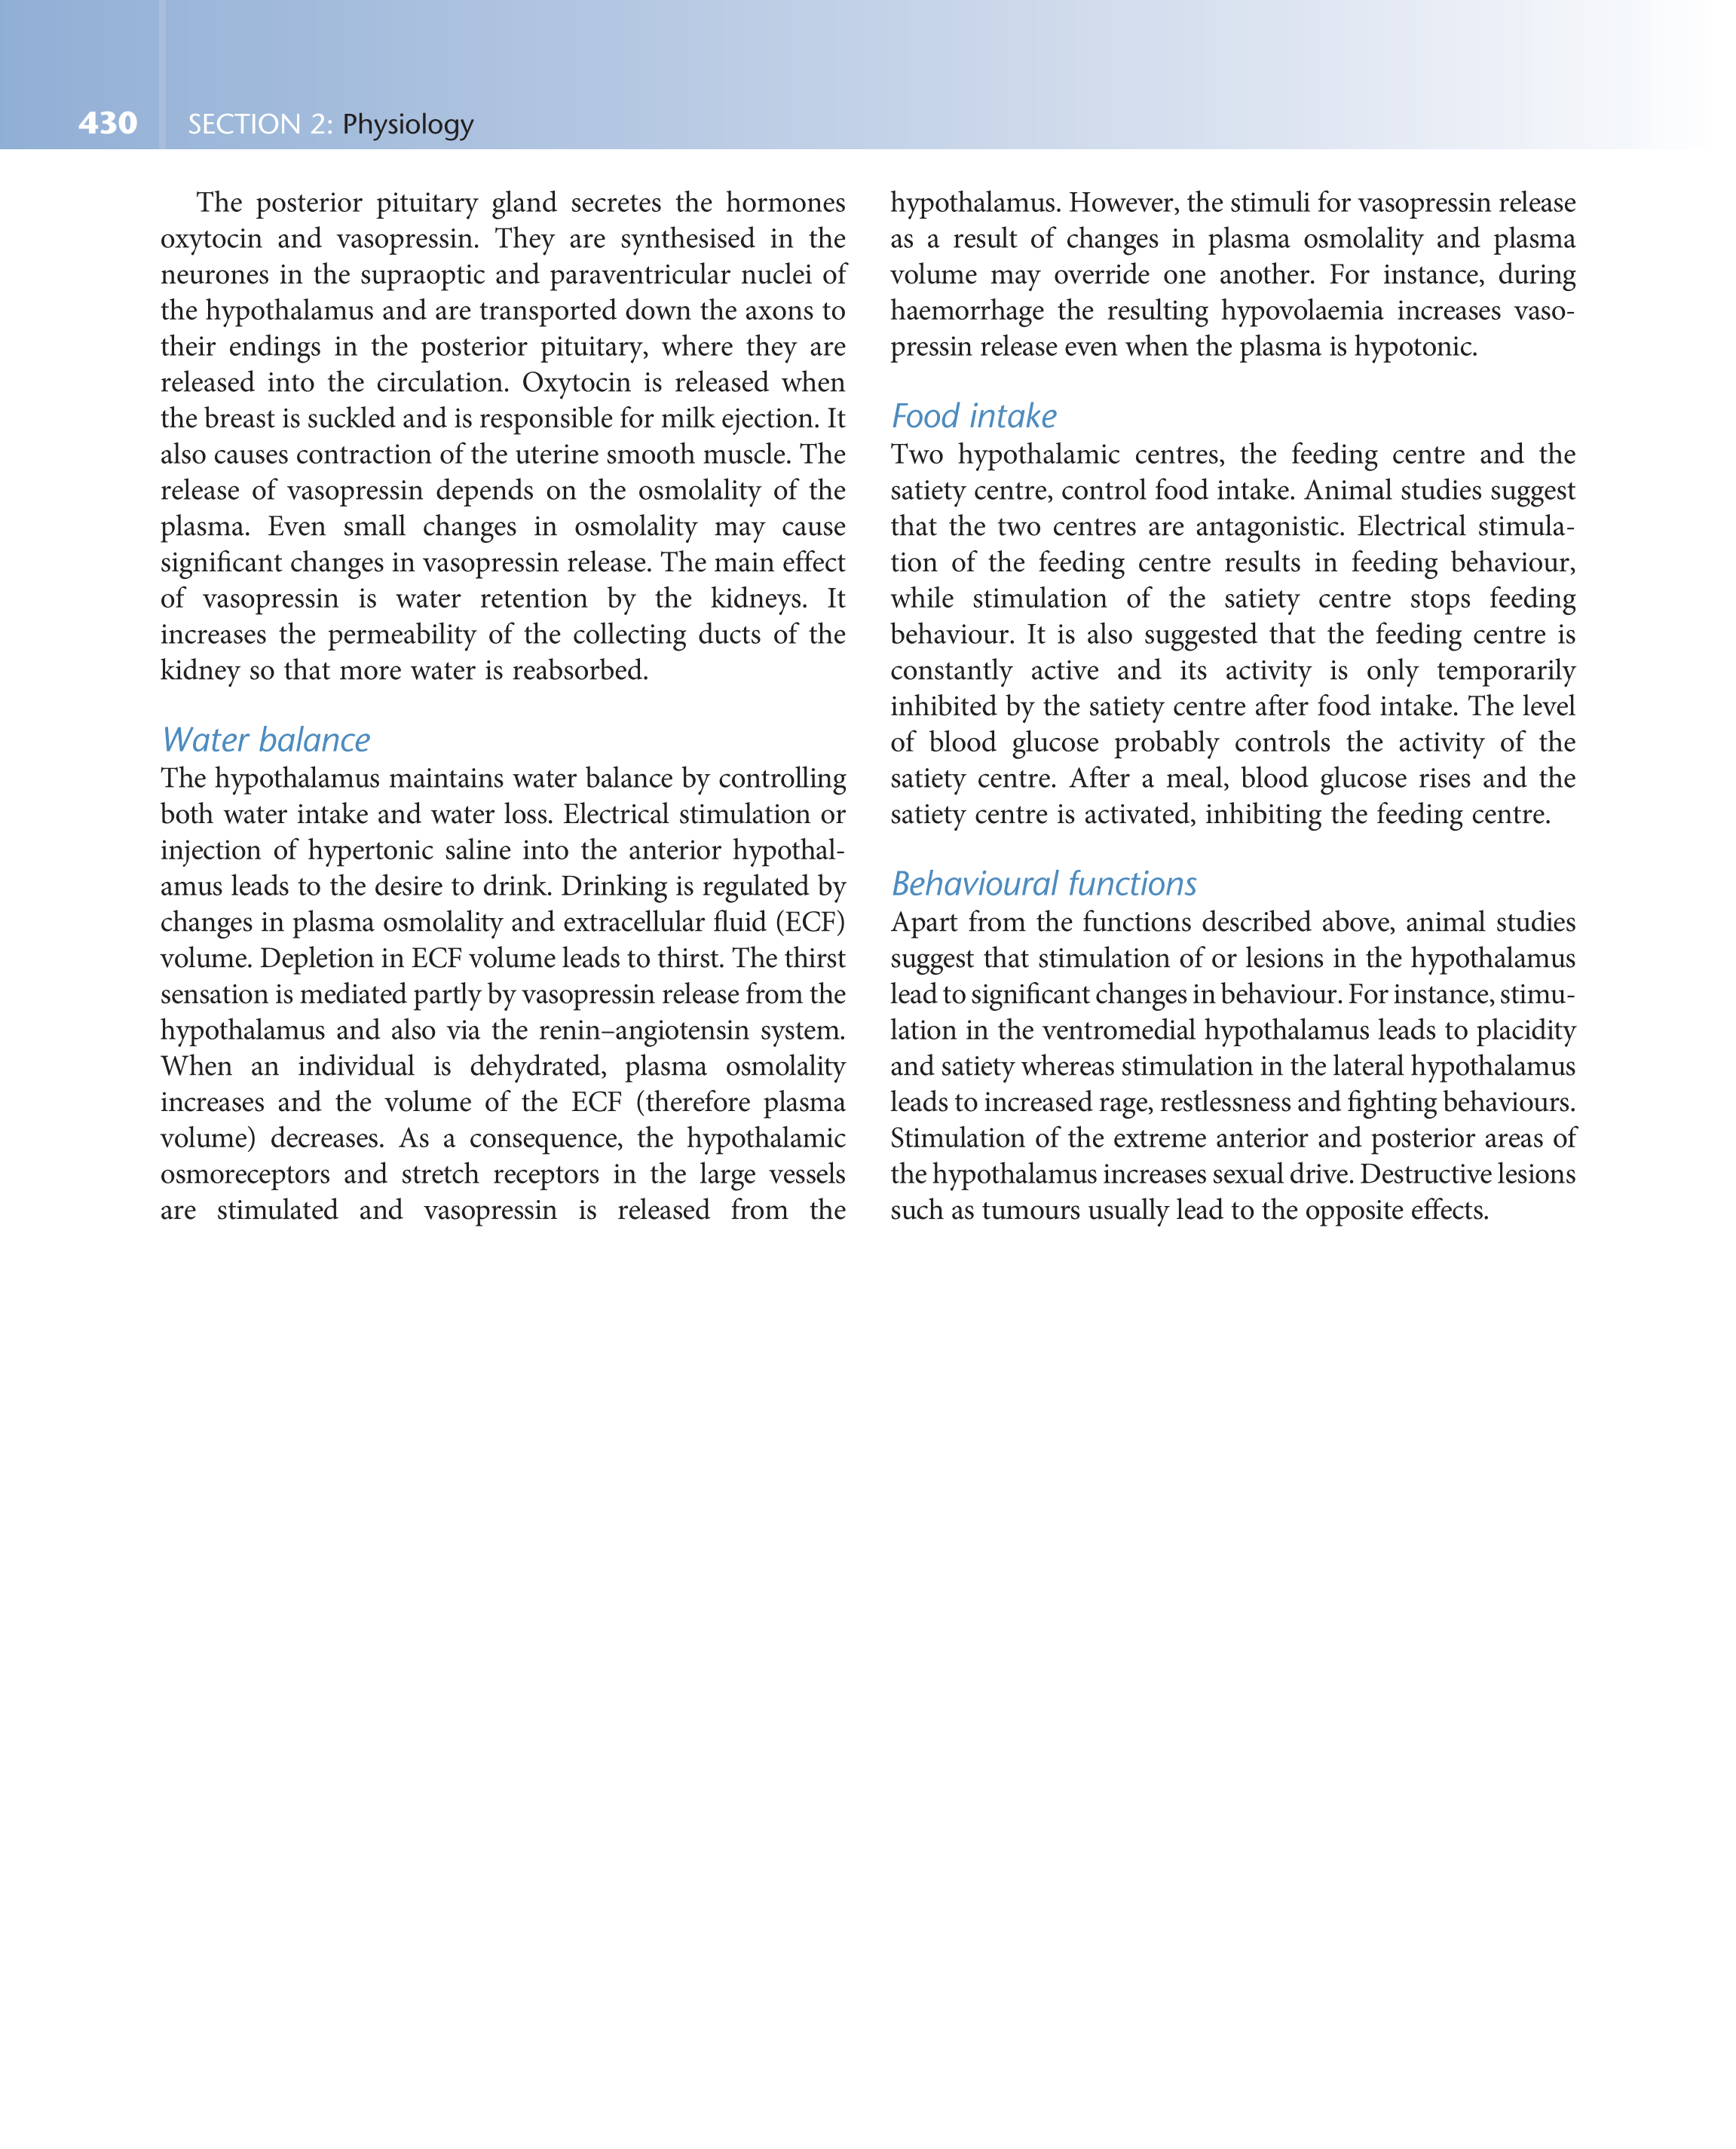 430 SECTION 2: Physiology
The posterior pituitary gland secretes the hormones
oxytocin and vasopressin. They are synthesised in the
neurones in the supraoptic and paraventricular nuclei of
the hypothalamus and are transported down the axons to
their endings in the posterior pituitary, where they are
released into the circulation. Oxytocin is released when
the breast is suckled and is responsible for milk ejection. It
also causes contraction of the uterine smooth muscle. The
release of vasopressin depends on the osmolality of the
plasma. Even small changes in osmolality may cause
significant changes in vasopressin release. The main effect
of vasopressin is water retention by the kidneys. It
increases the permeability of the collecting ducts of the
kidney so that more water is reabsorbed.
Water balance
The hypothalamus maintains water balance by controlling
both water intake and water loss. Electrical stimulation or
injection of hypertonic saline into the anterior hypothal-
amus leads to the desire to drink. Drinking is regulated by
changes in plasma osmolality and extracellular fluid (ECF)
volume. Depletion in ECF volume leads to thirst. The thirst
sensation is mediated partly by vasopressin release from the
hypothalamus and also via the renin–angiotensin system.
When an individual is dehydrated, plasma osmolality
increases and the volume of the ECF (therefore plasma
volume) decreases. As a consequence, the hypothalamic
osmoreceptors and stretch receptors in the large vessels
are stimulated and vasopressin is released from the
hypothalamus. However, the stimuli for vasopressin release
as a result of changes in plasma osmolality and plasma
volume may override one another. For instance, during
haemorrhage the resulting hypovolaemia increases vaso-
pressin release even when the plasma is hypotonic.
Food intake
Two hypothalamic centres, the feeding centre and the
satiety centre, control food intake. Animal studies suggest
that the two centres are antagonistic. Electrical stimula-
tion of the feeding centre results in feeding behaviour,
while stimulation of the satiety centre stops feeding
behaviour. It is also suggested that the feeding centre is
constantly active and its activity is only temporarily
inhibited by the satiety centre after food intake. The level
of blood glucose probably controls the activity of the
satiety centre. After a meal, blood glucose rises and the
satiety centre is activated, inhibiting the feeding centre.
Behavioural functions
Apart from the functions described above, animal studies
suggest that stimulation of or lesions in the hypothalamus
lead to significant changes in behaviour. For instance, stimu-
lation in the ventromedial hypothalamus leads to placidity
and satiety whereas stimulation in the lateral hypothalamus
leads to increased rage, restlessness and fighting behaviours.
Stimulation of the extreme anterior and posterior areas of
the hypothalamus increases sexual drive. Destructive lesions
such as tumours usually lead to the opposite effects.